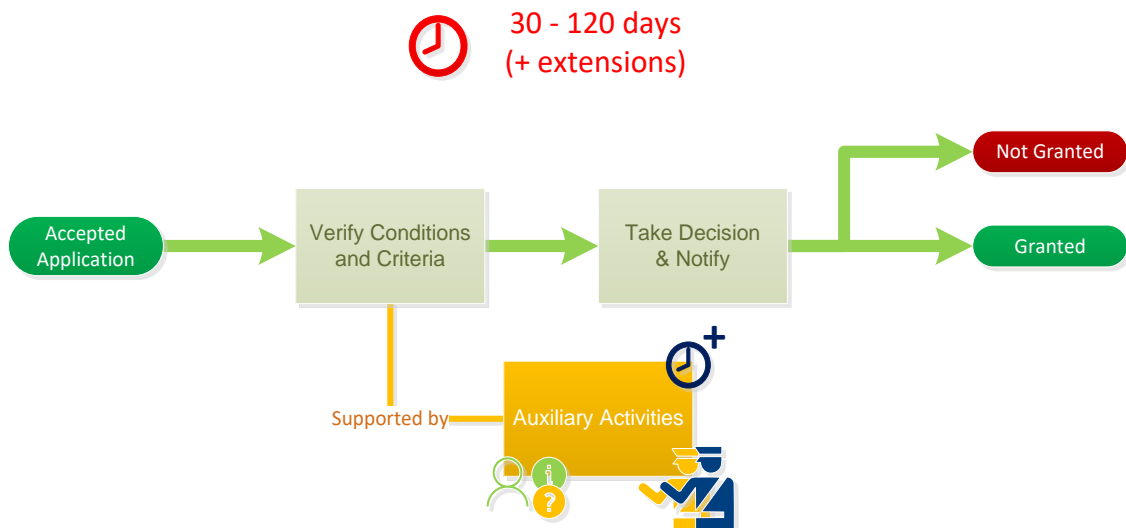 30 - 120 days
(+ extensions)
Not Granted
Accepted
Application
Verify Conditions
and Criteria
Take Decision
& Notify
Granted
Supported by
Auxiliary Activities
i
?